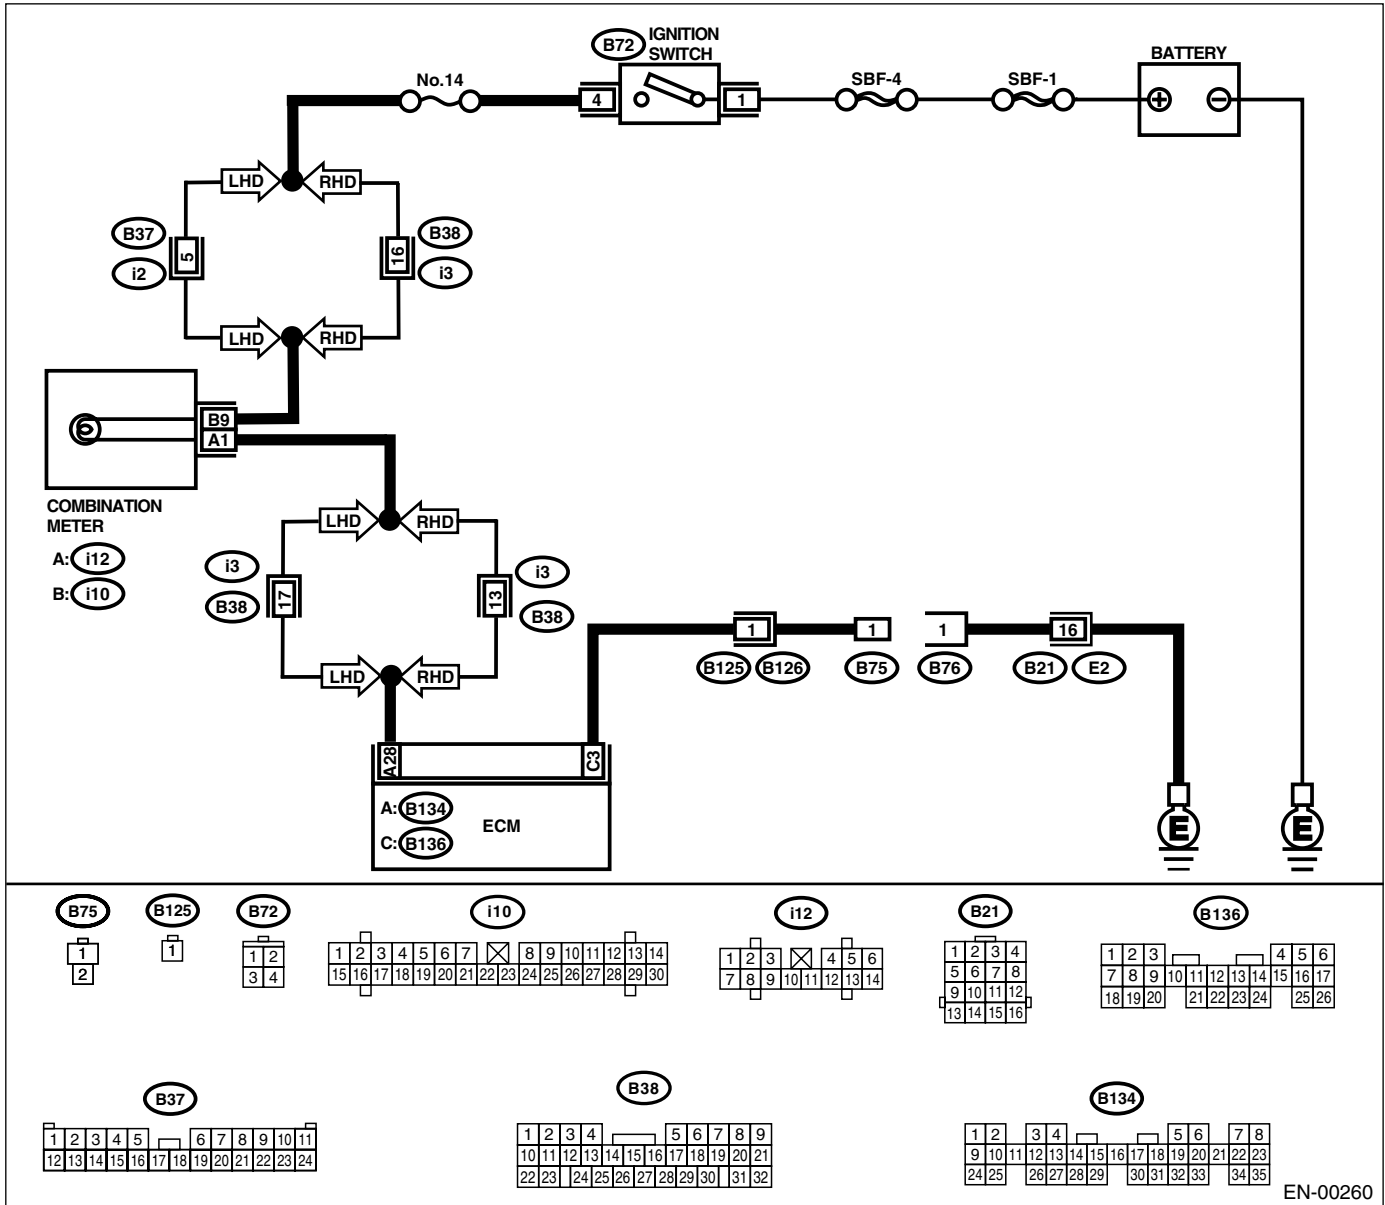 B72 IGNITION
SWITCH
BATTERY
No.14
SBF-4
SBF-1
4
1
LHD RHD
B37
i2
5
16
B38
i3
LHD RHD
B9
A1
COMBINATION
METER
A: i12
B: i10
LHD RHD
i3
B38
17
13
i3
B38
LHD RHD
1
1
1
16
B125 B126 B75 B76 B21 E2
A28
C3
A: B134
C: B136
ECM
E E
B75
1
2
B125
1
B72
1 2
3 4
i10
1 2 3 4 5 6 7 8 9 10 11 12 13 14
15 16 17 18 19 20 21 22 23 24 25 26 27 28 29 30
i12
1 2 3 4 5 6
7 8 9 10 11 12 13 14
B21
1 2 3 4
5 6 7 8
9 10 11 12
13 14 15 16
B136
1 2 3 4 5 6
7 8 9 10 11 12 13 14 15 16 17
18 19 20 21 22 23 24 25 26
B37
1 2 3 4 5 6 7 8 9 10 11
12 13 14 15 16 17 18 19 20 21 22 23 24
B38
1 2 3 4 5 6 7 8 9
10 11 12 13 14 15 16 17 18 19 20 21
22 23 24 25 26 27 28 29 30 31 32
B134
1 2 3 4 5 6 7 8
9 10 11 12 13 14 15 16 17 18 19 20 21 22 23
24 25 26 27 28 29 30 31 32 33 34 35
EN-00260